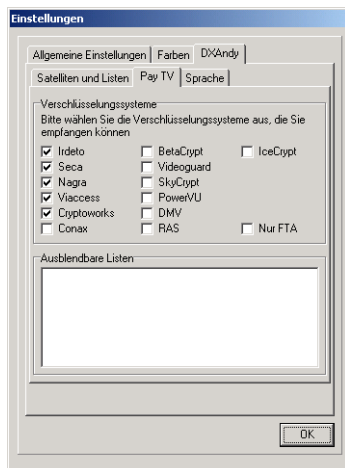 Einstellungen
Allgemeine Einstellungen Farben DXAndy
Satelliten und Listen Pay TV Sprache
Verschlüsselungssysteme
Bitte wählen Sie die Verschlüsselungssysteme aus, die Sie
empfangen können
Irdeto BetaCrypt IceCrypt
Seca Videoguard
Nagra SkyCrypt
Viaccess PowerVU
Cryptoworks DMV
Conax RAS Nur FTA
Ausblendbare Listen
OK